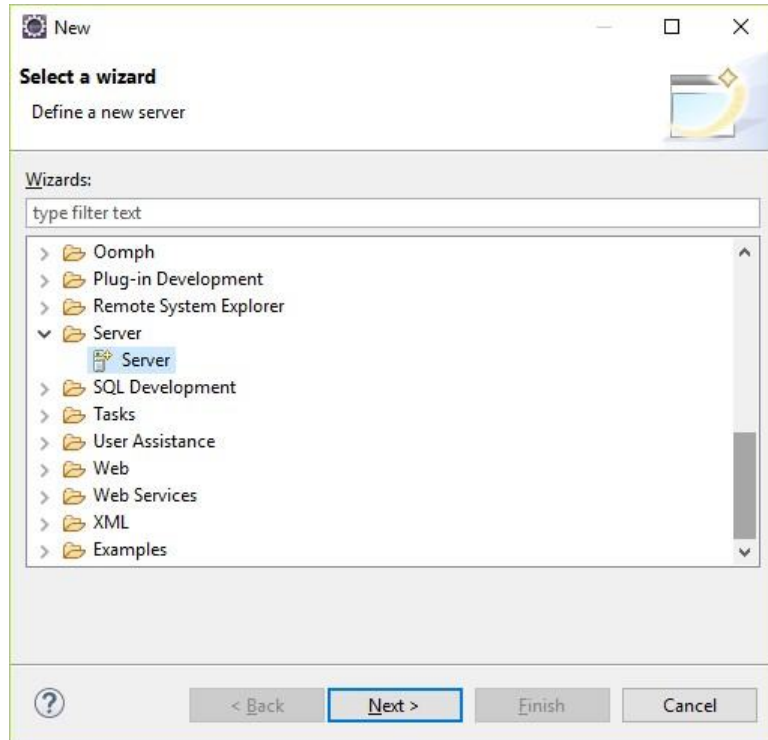 New
Select a wizard
Define a new server
Wizards:
type filter text
Oomph
Plug-in Development
Remote System Explorer
Server
Server
SQL Development
Tasks
User Assistance
Web
Web Services
XML
Examples
? < Back Next > Finish Cancel